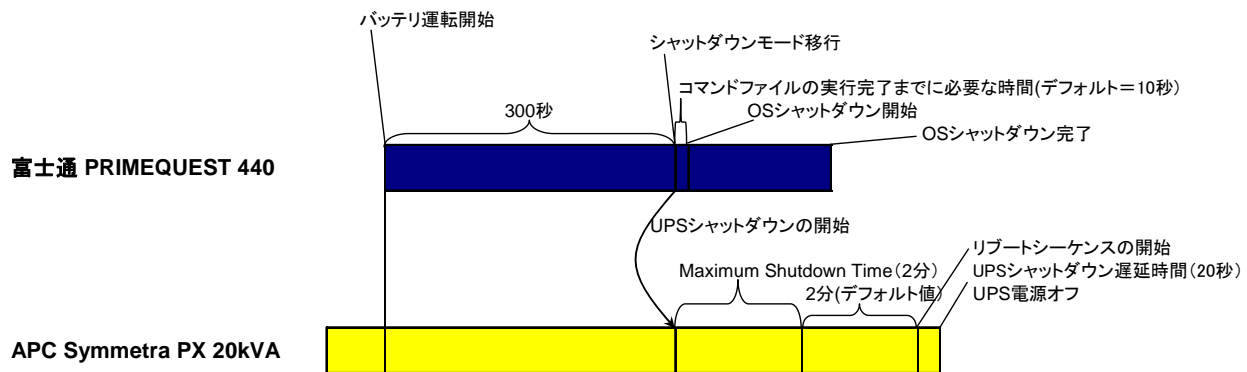 バッテリ運転開始
シャットダウンモード移行
コマンドファイルの実行完了までに必要な時間(デフォルト＝10秒)
300秒
OSシャットダウン開始
OSシャットダウン完了
富士通 PRIMEQUEST 440
UPSシャットダウンの開始
リブートシーケンスの開始
Maximum Shutdown Time(2分)
UPSシャットダウン遅延時間(20秒)
2分(デフォルト値)
UPS電源オフ
APC Symmetra PX 20kVA